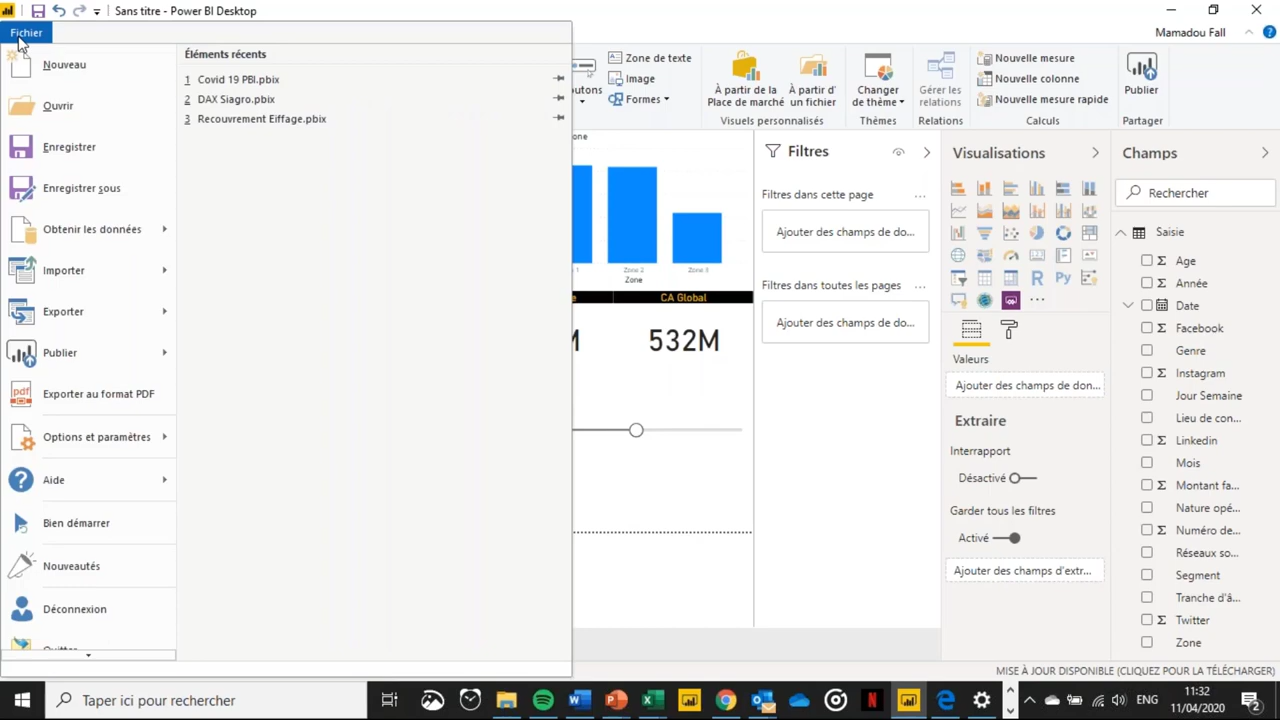 Sans titre - Power BI Desktop
Fichier
Mamadou Fall
Nouveau
Ouvrir
Enregistrer
Enregistrer sous
Obtenir les données
Importer
Exporter
Publier
pdf
Exporter au format PDF
Options et paramètres
Aide
Bien démarrer
Nouveautés
Déconnexion
Éléments récents
1 Covid 19 PBI.pbix
2 DAX Siagro.pbix
3 Recouvrement Eiffage.pbix
Zone de texte
Image
Formes
À partir de la
Place de marché
À partir d'
un fichier
Visuels personnalisés
Changer
de thème
Thèmes
Gérer les
relations
Relations
Nouvelle mesure
Nouvelle colonne
Nouvelle mesure rapide
Calculs
Publier
Partager
Zone 2
Zone 3
Zone
CA Global
532M
Filtres
Filtres dans cette page
...
Ajouter des champs de do...
Filtres dans toutes les pages
...
Ajouter des champs de do...
Visualisations
R
Py
...
Valeurs
Ajouter des champs de don...
Extraire
Interrapport
Désactivé
Garder tous les filtres
Activé
Ajouter des champs d'extr...
Champs
Rechercher
Saisie
Σ Age
Σ Année
Date
Σ Facebook
Genre
Σ Instagram
Jour Semaine
Lieu de con...
Σ Linkedin
Mois
Σ Montant fa...
Nature opé...
Σ Numéro de...
Réseaux so...
Segment
Tranche d'â...
Σ Twitter
Zone
MISE À JOUR DISPONIBLE (CLIQUEZ POUR LA TÉLÉCHARGER)
Taper ici pour rechercher
ENG
11:32
11/04/2020
2